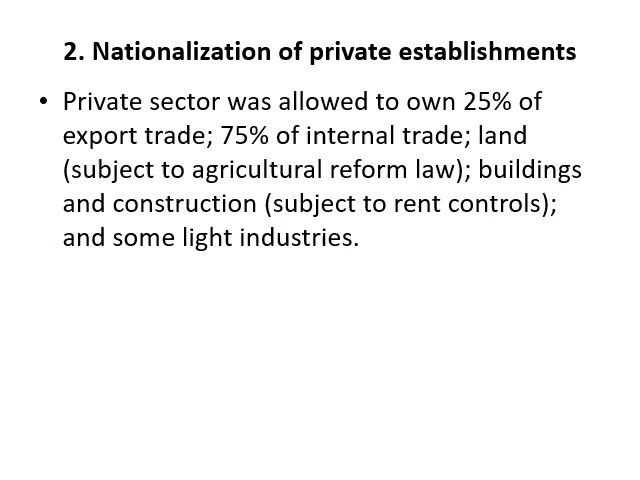 2. Nationalization of private establishments
• Private sector was allowed to own 25% of
export trade; 75% of internal trade; land
(subject to agricultural reform law); buildings
and construction (subject to rent controls);
and some light industries.